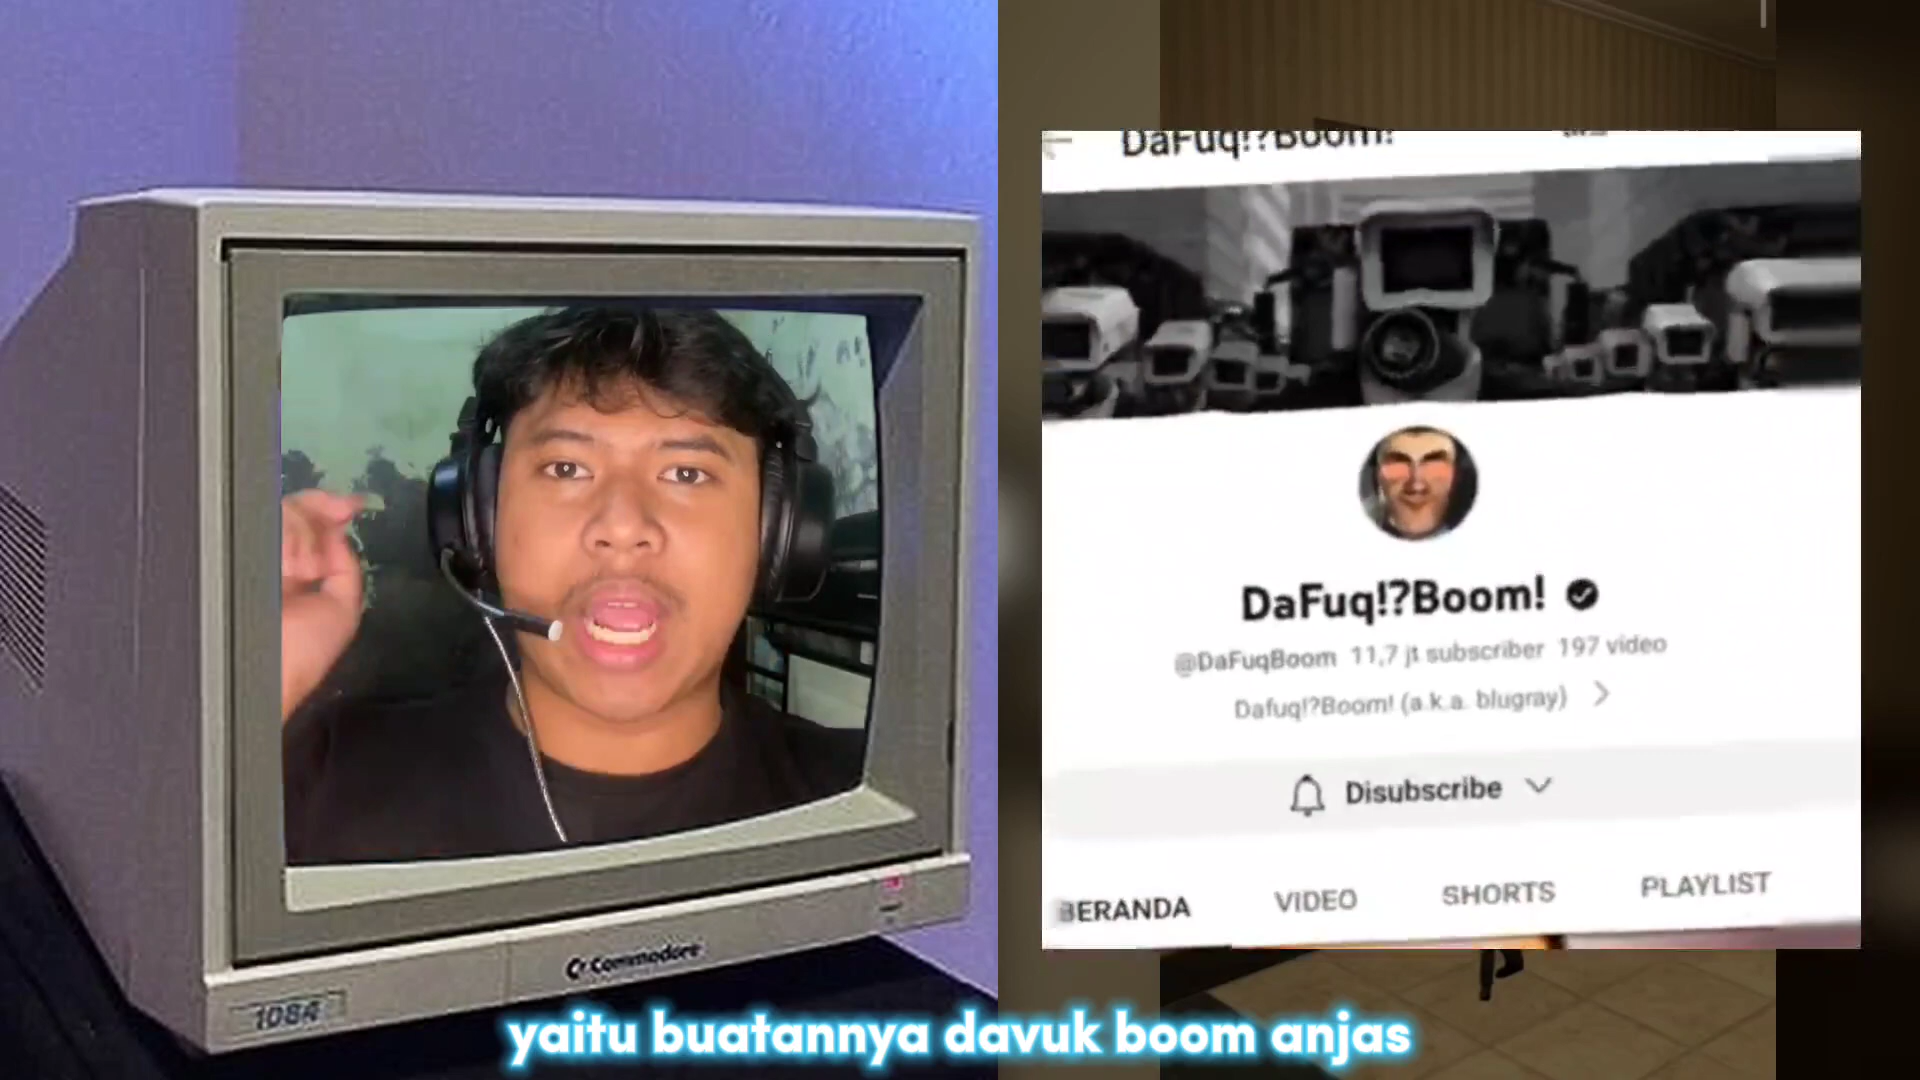 DaFuq!?Boom!
DaFuq!?Boom!
@DaFuqBoom 11,7 jt subscriber 197 video
Dafuq!?Boom! (a.k.a. blugray)
Disubscribe
BERANDA VIDEO SHORTS PLAYLIST
Commodore
1084
yaitu buatannya davuk boom anjas